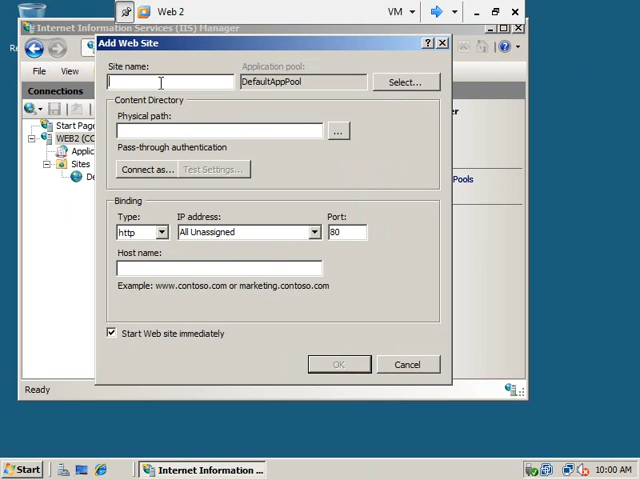 Web 2
VM
Internet Information Services (IIS) Manager
Add Web Site
?
Site name:
Application pool:
DefaultAppPool
Select...
File
View
Content Directory
Connections
Physical path:
...
Start Page
WEB2 (CO
Pass-through authentication
Applic
Sites
Connect as...
Test Settings...
Pools
De
Binding
Type:
IP address:
Port:
http
All Unassigned
80
Host name:
Example: www.contoso.com or marketing.contoso.com
Start Web site immediately
OK
Cancel
Ready
Start
Internet Information ...
10:00 AM